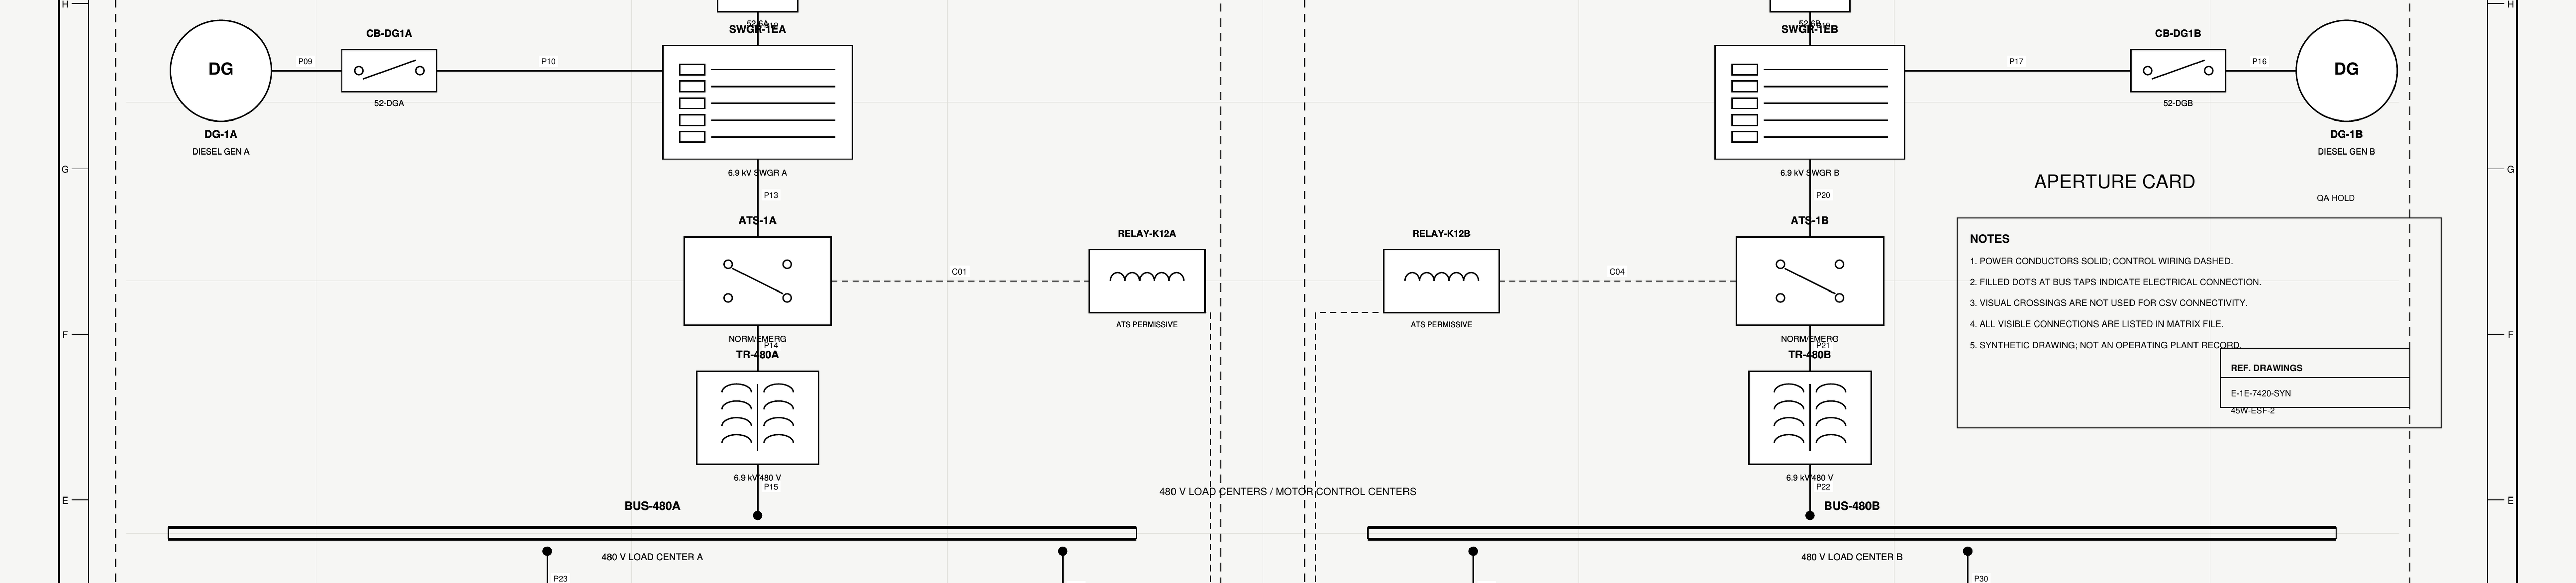 H
H
52-6A
SWGR-1EA
SWGR-1EB
CB-DG1A
CB-DG1B
P09
P10
P17
P16
DG
DG
52-DGA
52-DGB
DG-1A
DG-1B
DIESEL GEN A
DIESEL GEN B
G
6.9 kV SWGR A
6.9 kV SWGR B
G
APERTURE CARD
P13
P20
QA HOLD
ATS-1A
ATS-1B
RELAY-K12A
RELAY-K12B
NOTES
1. POWER CONDUCTORS SOLID; CONTROL WIRING DASHED.
2. FILLED DOTS AT BUS TAPS INDICATE ELECTRICAL CONNECTION.
3. VISUAL CROSSINGS ARE NOT USED FOR CSV CONNECTIVITY.
4. ALL VISIBLE CONNECTIONS ARE LISTED IN MATRIX FILE.
5. SYNTHETIC DRAWING; NOT AN OPERATING PLANT RECORD.
C01
C04
ATS PERMISSIVE
ATS PERMISSIVE
F
F
NORM/EMERG
NORM/EMERG
P14
P21
TR-480A
TR-480B
REF. DRAWINGS
E-1E-7420-SYN
45W-ESF-2
6.9 kV/480 V
6.9 kV/480 V
P15
P22
480 V LOAD CENTERS / MOTOR CONTROL CENTERS
E
E
BUS-480A
BUS-480B
480 V LOAD CENTER A
480 V LOAD CENTER B
P23
P30